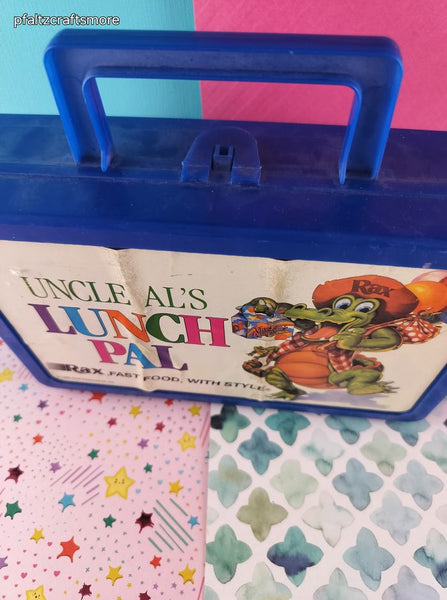 pfaltzcraftsmore
Rax
UNCLE AL'S
LUNCH
PAL
Rax FAST FOOD, WITH STYLE